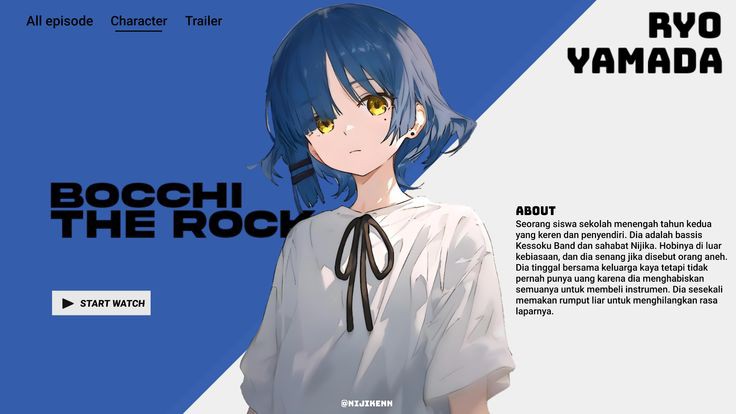 All episode
Character
Trailer
RYO
YAMADA
BOCCHI
THE ROCK
START WATCH
ABOUT
Seorang siswa sekolah menengah tahun kedua
yang keren dan penyendiri. Dia adalah bassis
Kessoku Band dan sahabat Nijika. Hobinya di luar
kebiasaan, dan dia senang jika disebut orang aneh.
Dia tinggal bersama keluarga kaya tetapi tidak
pernah punya uang karena dia menghabiskan
semuanya untuk membeli instrumen. Dia sesekali
memakan rumput liar untuk menghilangkan rasa
laparnya.
@NIJIKENN